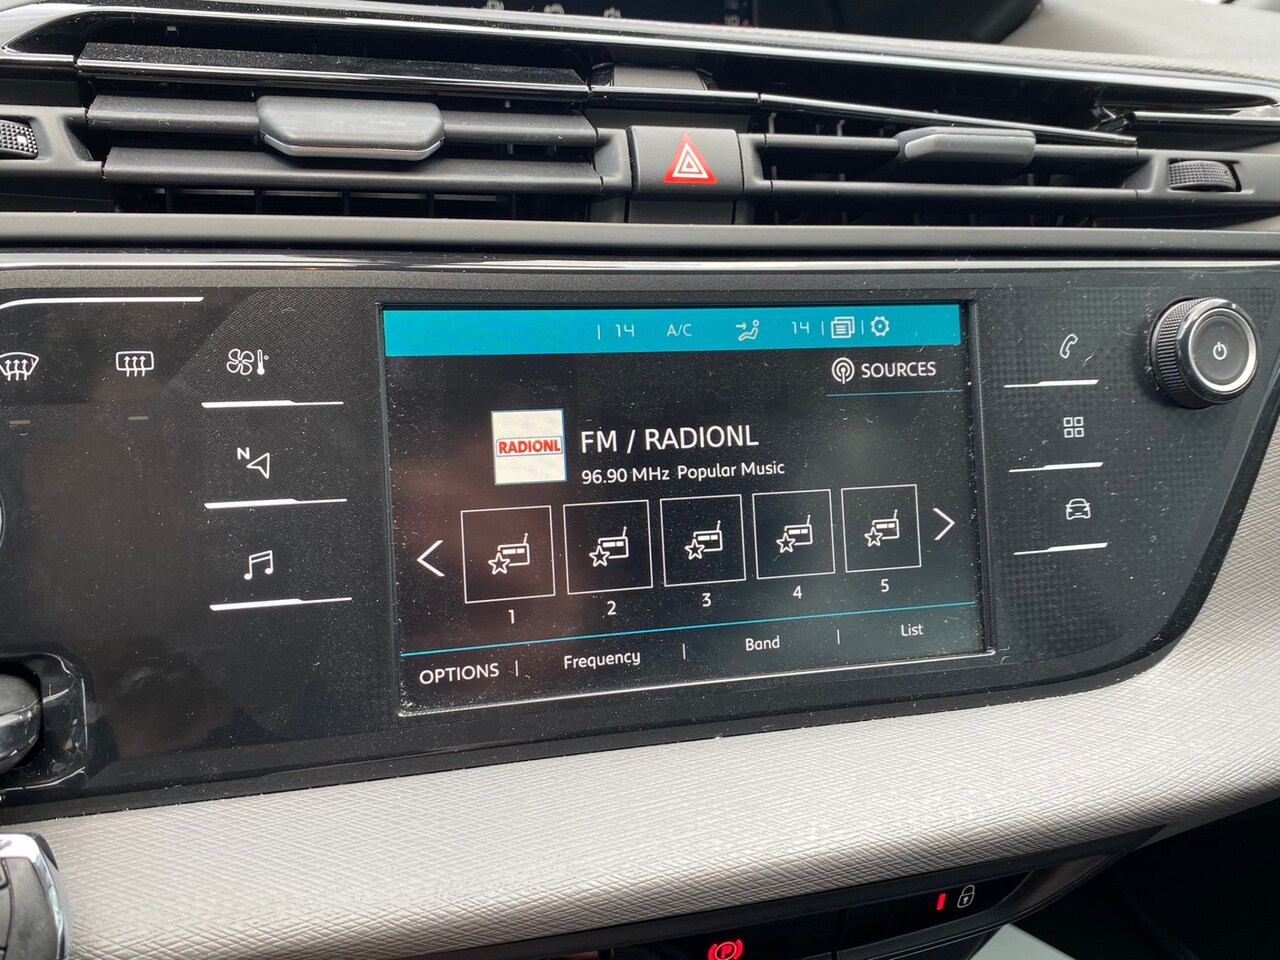 14 A/C 14
SOURCES
RADIONL
FM / RADIONL
96.90 MHz Popular Music
N
1 2 3 4 5
OPTIONS Frequency Band List
P